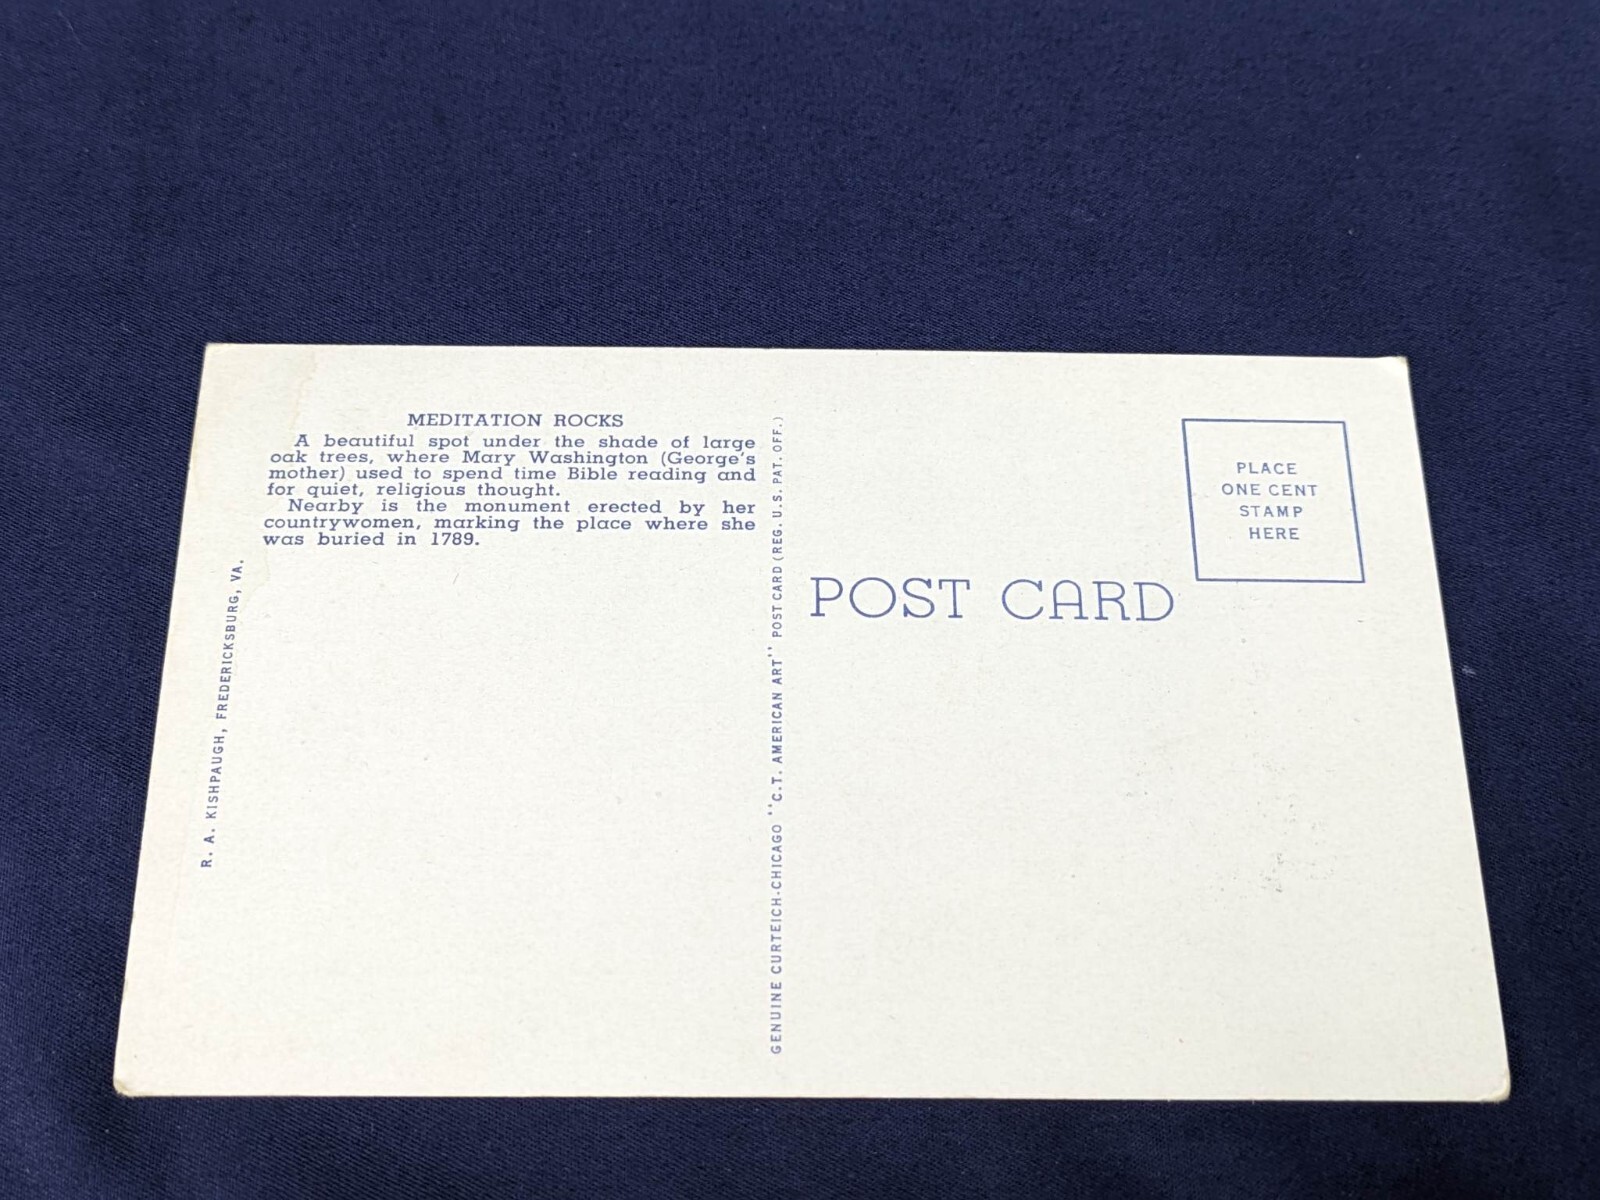 MEDITATION ROCKS
A beautiful spot under the shade of large
oak trees, where Mary Washington (George's
mother) used to spend time Bible reading and
for quiet, religious thought.
Nearby is the monument erected by her
countrywomen, marking the place where she
was buried in 1789.
R. A. KISHPAUGH, FREDERICKSBURG, VA.
GENUINE CURTEICH-CHICAGO "C.T. AMERICAN ART" POST CARD (REG. U.S. PAT. OFF.)
POST CARD
PLACE
ONE CENT
STAMP
HERE